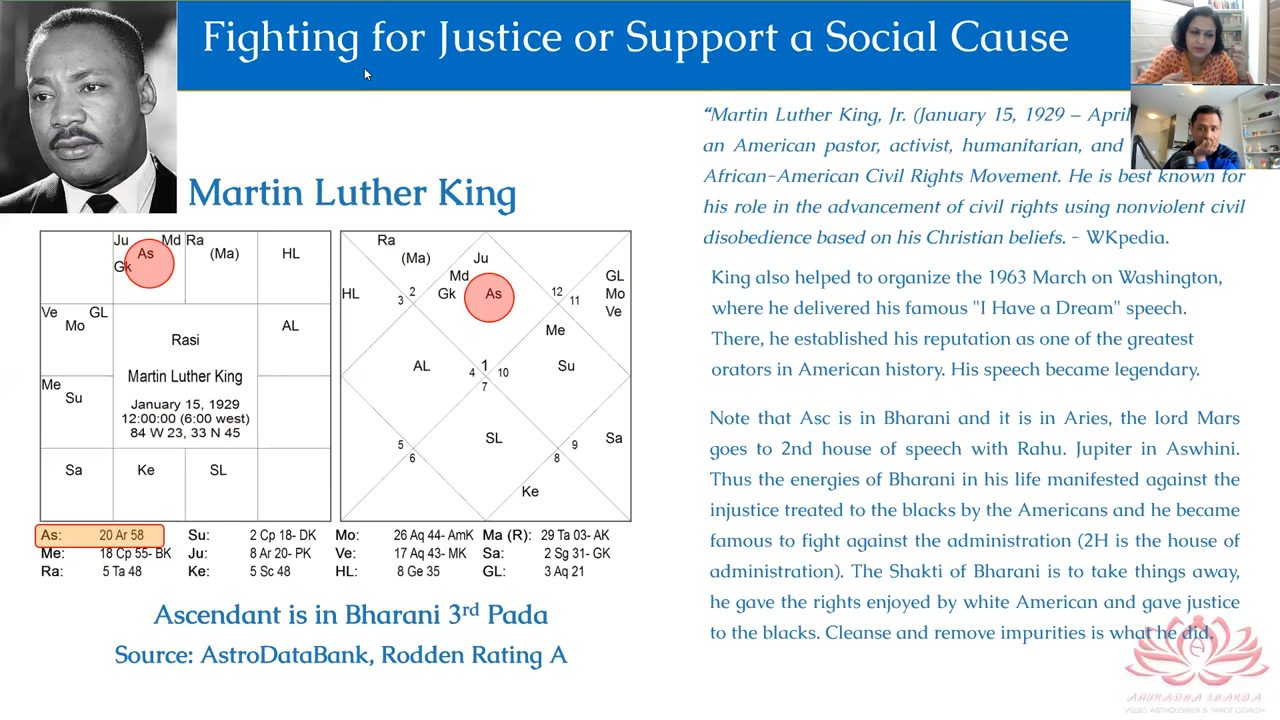 Fighting for Justice or Support a Social Cause
Martin Luther King
Ju
Md
Ra
Gk
As
(Ma)
HL
Ve
GL
Mo
AL
Me
Su
Sa
Ke
SL
Rasi
Martin Luther King
January 15, 1929
12:00:00 (6:00 west)
84 W 23, 33 N 45
Ra
(Ma)
Ju
Md
Gk
As
HL
GL
Mo
Ve
Me
AL
Su
SL
Sa
Ke
3
2
12
11
1
4
10
7
5
6
9
8
As: 20 Ar 58 Su: 2 Cp 18- DK Mo: 26 Aq 44- AmK Ma (R): 29 Ta 03- AK
Me: 18 Cp 55- BK Ju: 8 Ar 20- PK Ve: 17 Aq 43- MK Sa: 2 Sg 31- GK
Ra: 5 Ta 48 Ke: 5 Sc 48 HL: 8 Ge 35 GL: 3 Aq 21
Ascendant is in Bharani 3rd Pada
Source: AstroDataBank, Rodden Rating A
“Martin Luther King, Jr. (January 15, 1929 – April
an American pastor, activist, humanitarian, and
African-American Civil Rights Movement. He is best known for
his role in the advancement of civil rights using nonviolent civil
disobedience based on his Christian beliefs. - WKpedia.
King also helped to organize the 1963 March on Washington,
where he delivered his famous "I Have a Dream" speech.
There, he established his reputation as one of the greatest
orators in American history. His speech became legendary.
Note that Asc is in Bharani and it is in Aries, the lord Mars
goes to 2nd house of speech with Rahu. Jupiter in Aswhini.
Thus the energies of Bharani in his life manifested against the
injustice treated to the blacks by the Americans and he became
famous to fight against the administration (2H is the house of
administration). The Shakti of Bharani is to take things away,
he gave the rights enjoyed by white American and gave justice
to the blacks. Cleanse and remove impurities is what he did.
ANURADHA SHARDA
VEDIC ASTROLOGER & TAROT COACH